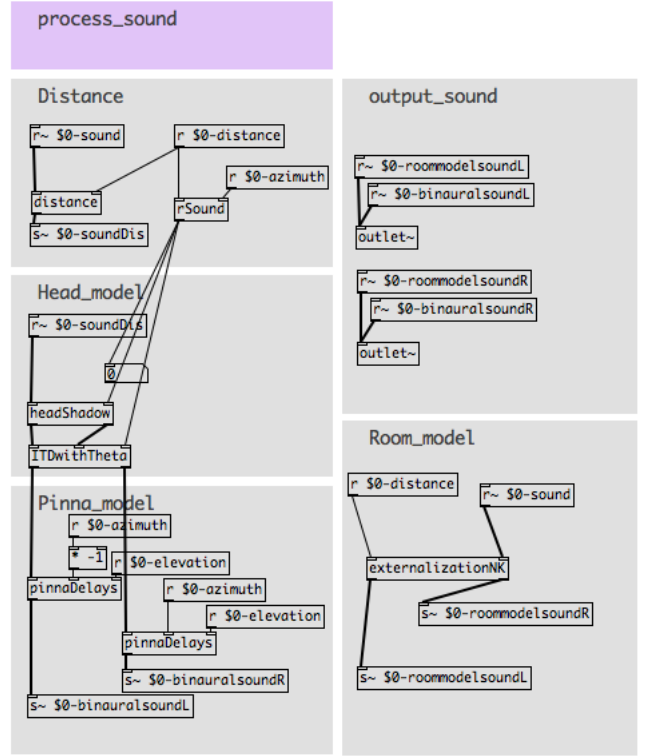 process_sound
Distance
r~ $0-sound
r $0-distance
r $0-azimuth
distance
rSound
s~ $0-soundDis
Head_model
r~ $0-soundDis
0
headShadow
ITDwithTheta
Pinna_model
r $0-azimuth
* -1
r $0-elevation
pinnaDelays
r $0-azimuth
r $0-elevation
pinnaDelays
s~ $0-binauralsoundR
s~ $0-binauralsoundL
output_sound
r~ $0-roommodelsoundL
r~ $0-binauralsoundL
outlet~
r~ $0-roommodelsoundR
r~ $0-binauralsoundR
outlet~
Room_model
r $0-distance
r~ $0-sound
externalizationNK
s~ $0-roommodelsoundR
s~ $0-roommodelsoundL